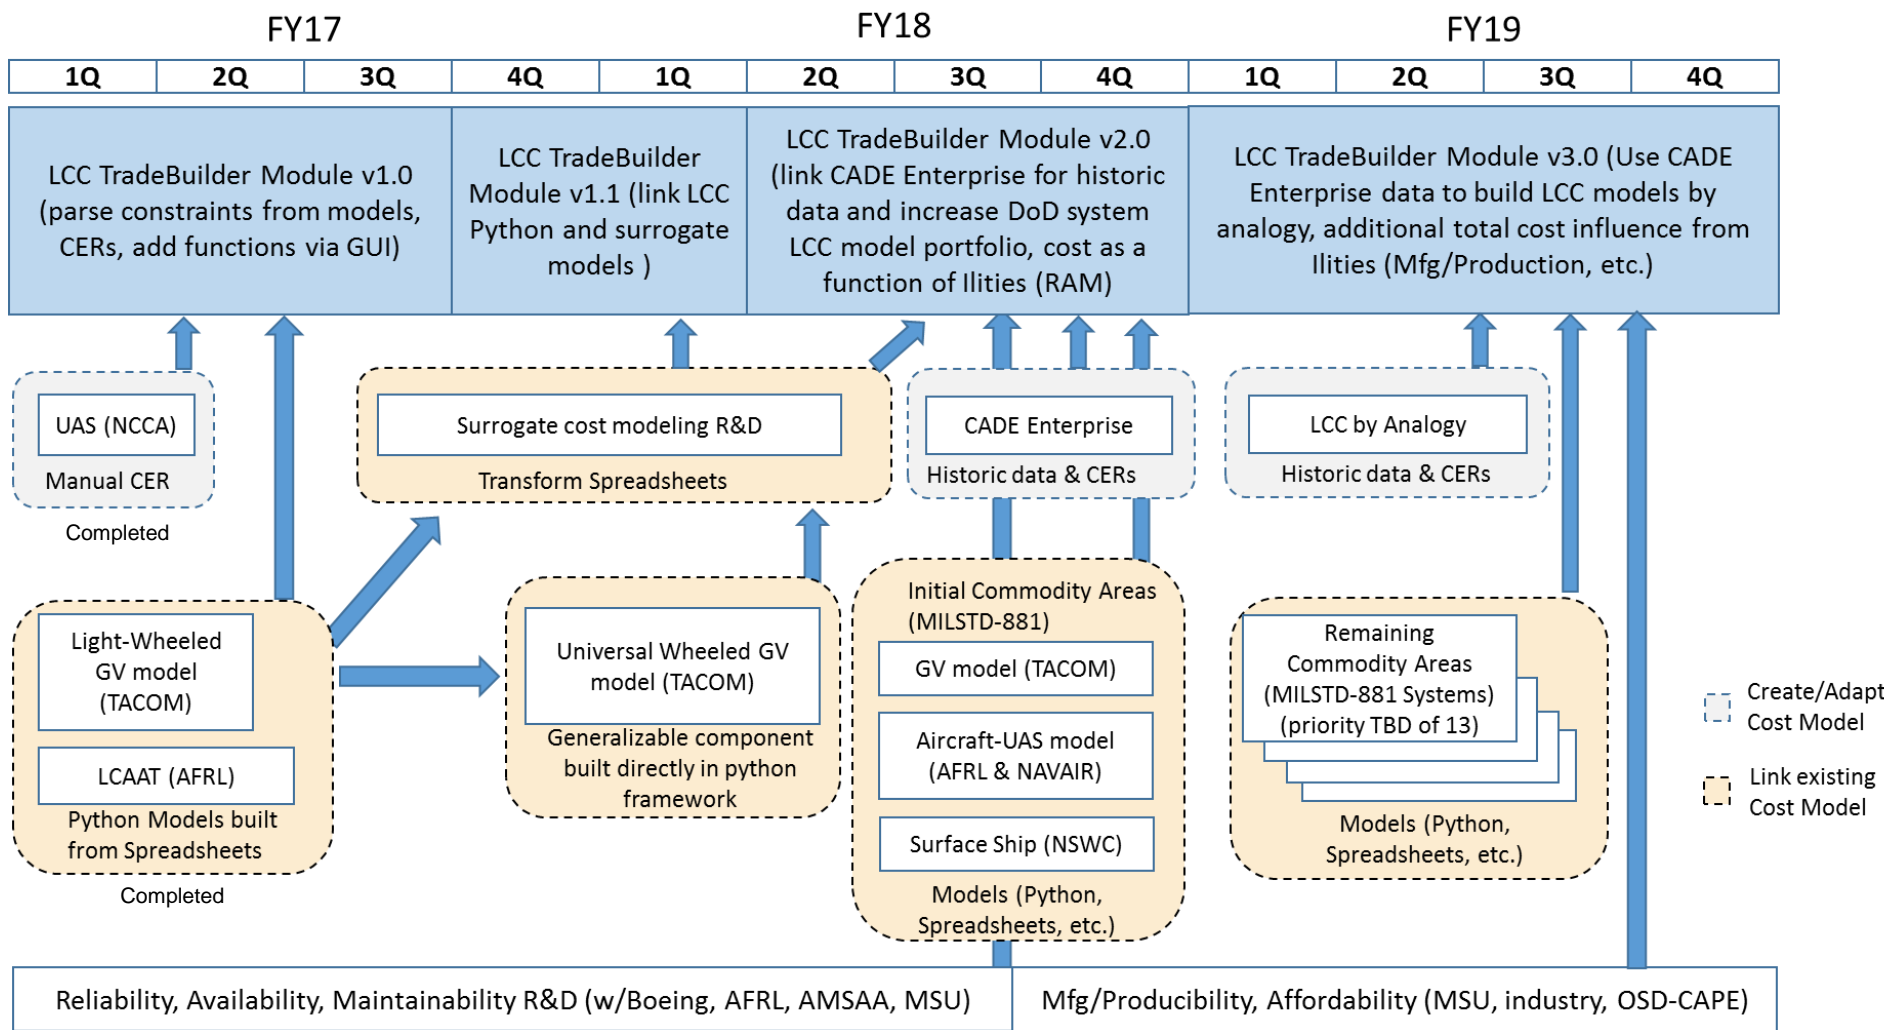 FY17
FY18
FY19
1Q
2Q
3Q
4Q
1Q
2Q
3Q
4Q
1Q
2Q
3Q
4Q
LCC TradeBuilder Module v1.0
(parse constraints from models,
CERs, add functions via GUI)
LCC TradeBuilder
Module v1.1 (link LCC
Python and surrogate
models )
LCC TradeBuilder Module v2.0
(link CADE Enterprise for historic
data and increase DoD system
LCC model portfolio, cost as a
function of Ilities (RAM)
LCC TradeBuilder Module v3.0 (Use CADE
Enterprise data to build LCC models by
analogy, additional total cost influence from
Ilities (Mfg/Production, etc.)
UAS (NCCA)
Manual CER
Completed
Surrogate cost modeling R&D
Transform Spreadsheets
CADE Enterprise
Historic data & CERs
LCC by Analogy
Historic data & CERs
Light-Wheeled
GV model
(TACOM)
LCAAT (AFRL)
Python Models built
from Spreadsheets
Completed
Universal Wheeled GV
model (TACOM)
Generalizable component
built directly in python
framework
Initial Commodity Areas
(MILSTD-881)
GV model (TACOM)
Aircraft-UAS model
(AFRL & NAVAIR)
Surface Ship (NSWC)
Models (Python,
Spreadsheets, etc.)
Remaining
Commodity Areas
(MILSTD-881 Systems)
(priority TBD of 13)
Models (Python,
Spreadsheets, etc.)
Create/Adapt
Cost Model
Link existing
Cost Model
Reliability, Availability, Maintainability R&D (w/Boeing, AFRL, AMSAA, MSU)
Mfg/Producibility, Affordability (MSU, industry, OSD-CAPE)